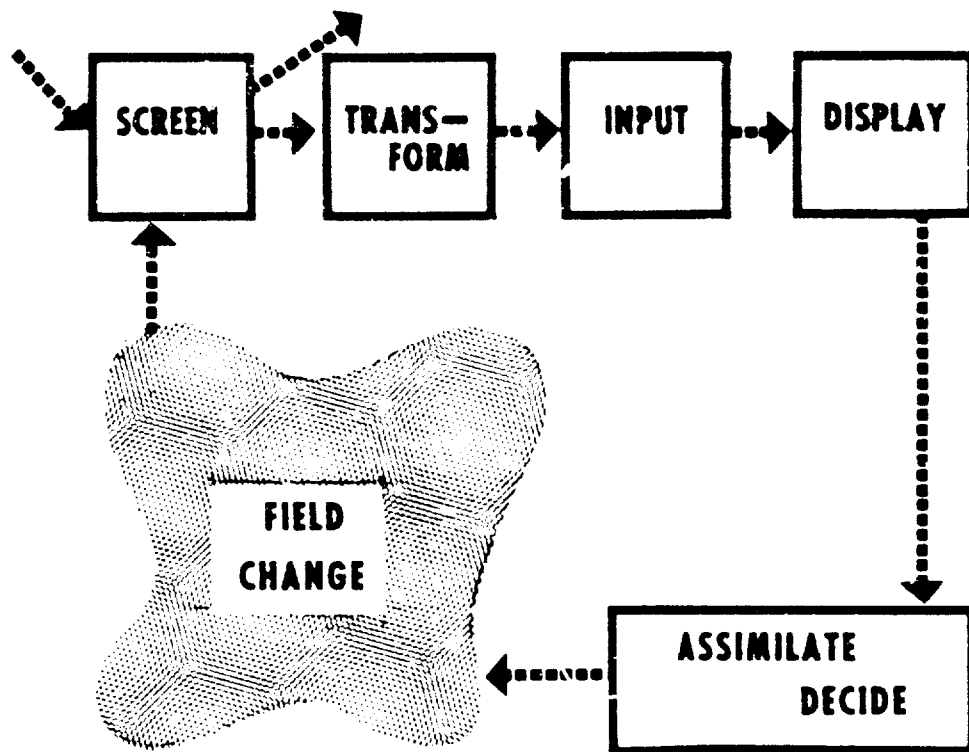 SCREEN
TRANS—
FORM
INPUT
DISPLAY
FIELD
CHANGE
ASSIMILATE
DECIDE